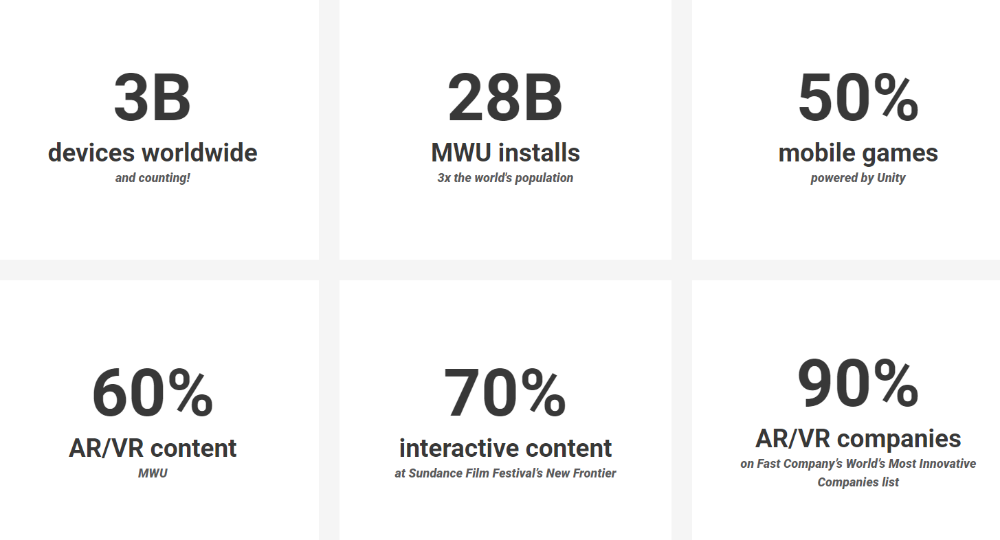 3B
devices worldwide
and counting!
28B
MWU installs
3x the world's population
50%
mobile games
powered by Unity
60%
AR/VR content
MWU
70%
interactive content
at Sundance Film Festival's New Frontier
90%
AR/VR companies
on Fast Company's World's Most Innovative
Companies list